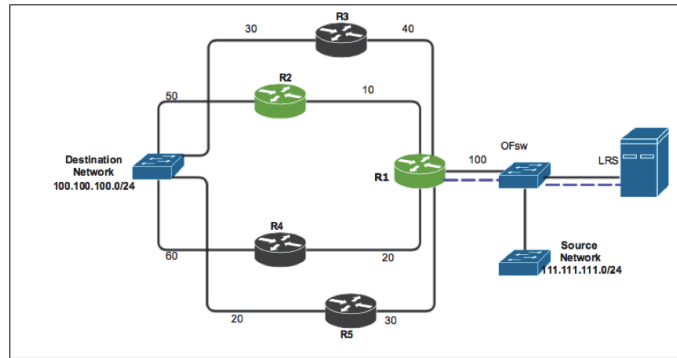 R3
30
40
R2
50
10
OFsw
LRS
100
Destination
Network
100.100.100.0/24
R1
R4
60
20
Source
Network
111.111.111.0/24
20
30
R5